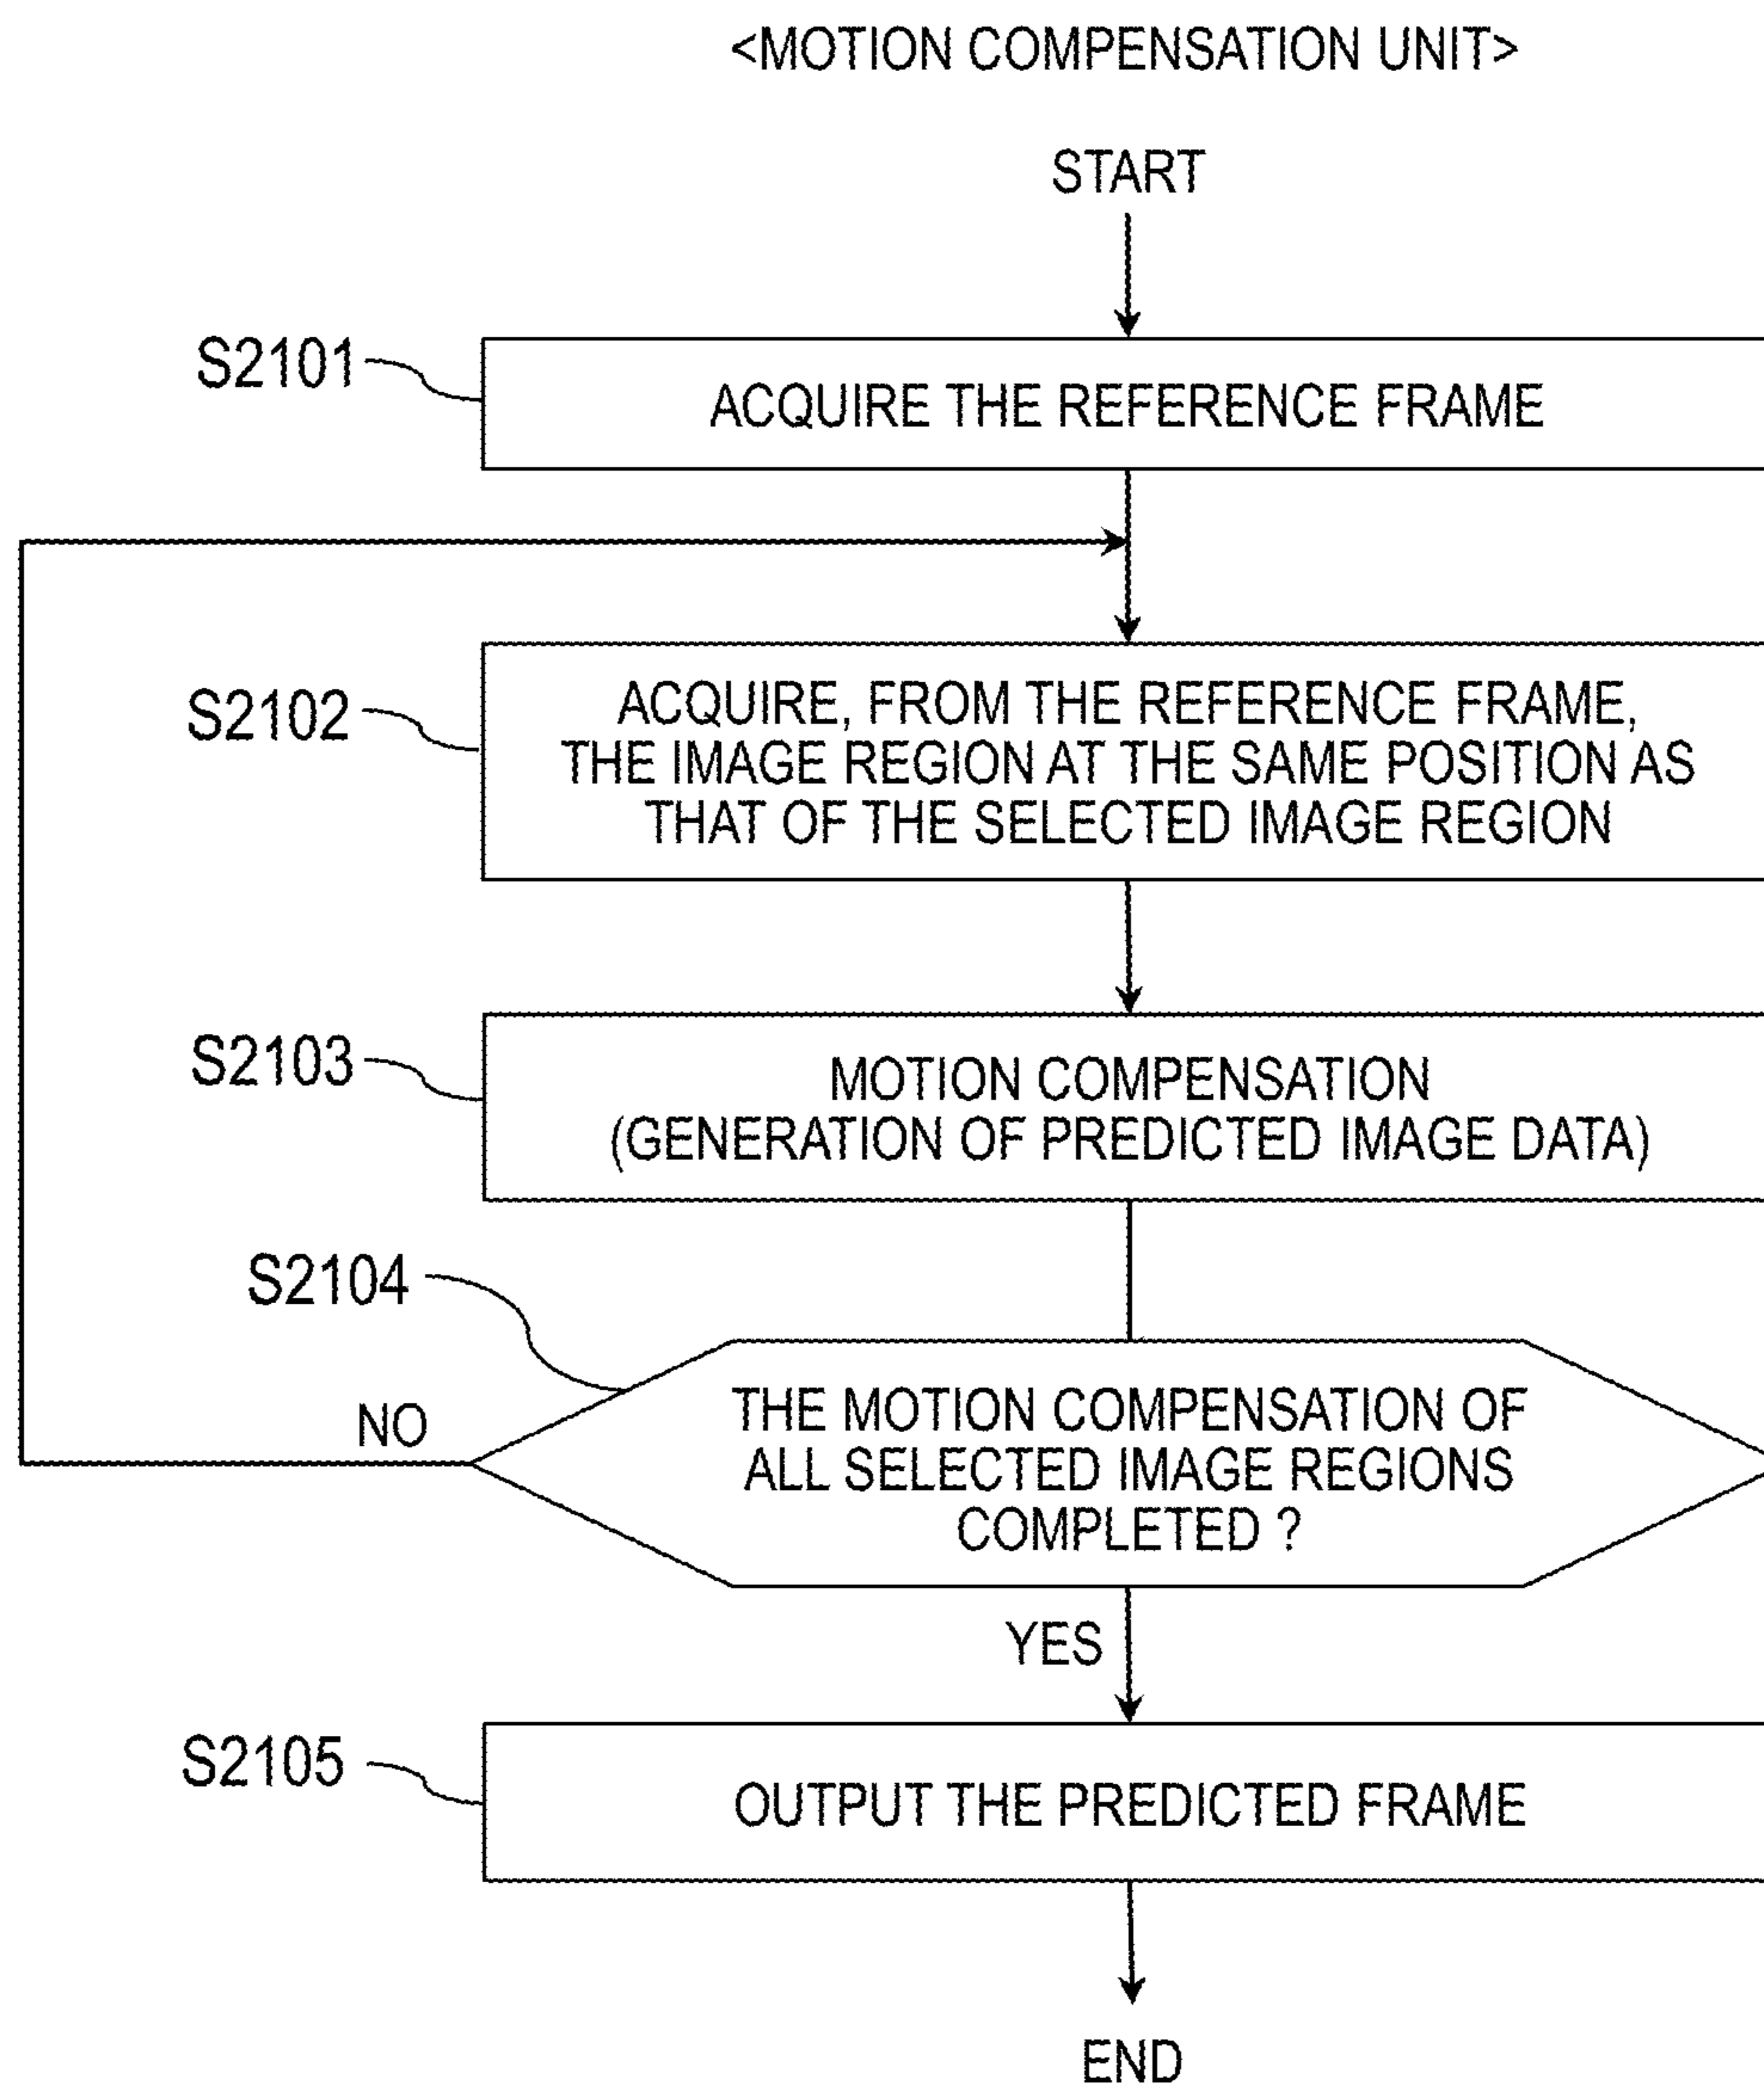 <MOTION COMPENSATION UNIT>
START
S2101
ACQUIRE THE REFERENCE FRAME
S2102
ACQUIRE, FROM THE REFERENCE FRAME,
THE IMAGE REGION AT THE SAME POSITION AS
THAT OF THE SELECTED IMAGE REGION
S2103
MOTION COMPENSATION
(GENERATION OF PREDICTED IMAGE DATA)
S2104
NO
THE MOTION COMPENSATION OF
ALL SELECTED IMAGE REGIONS
COMPLETED ?
YES
S2105
OUTPUT THE PREDICTED FRAME
END